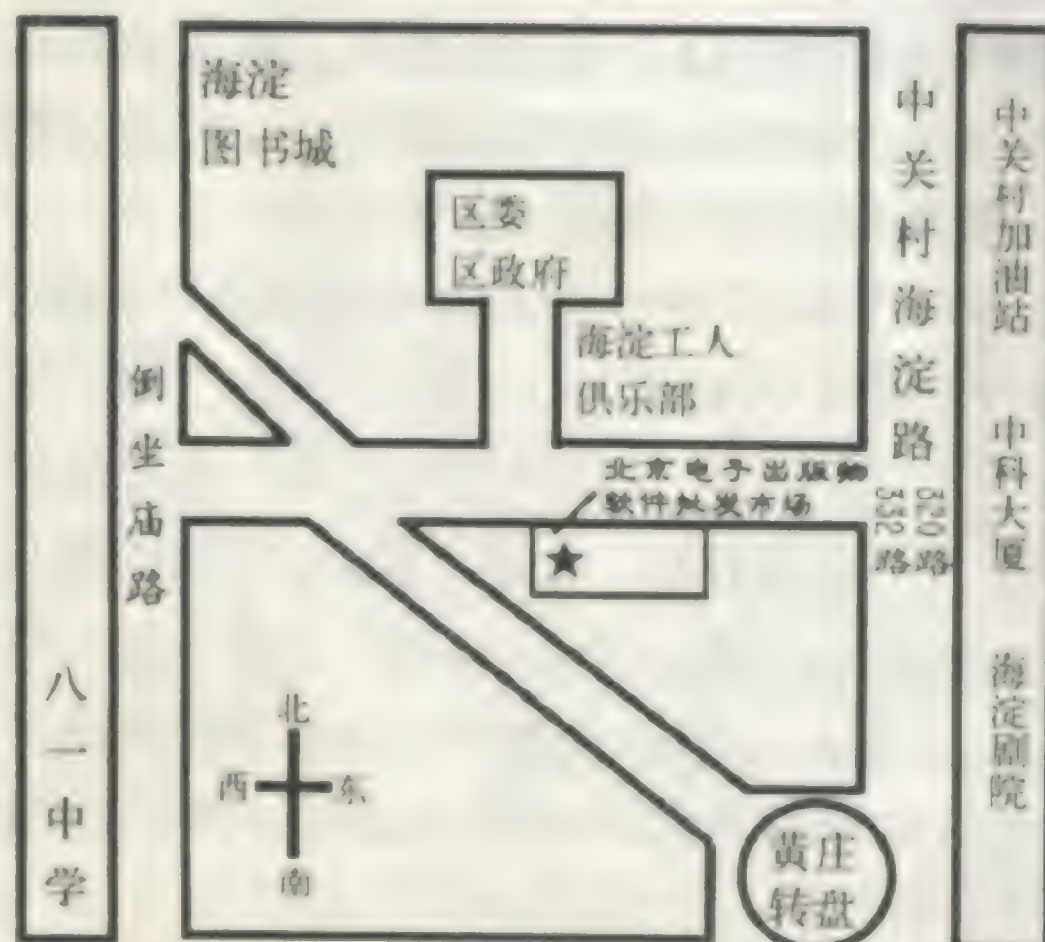 海淀
图书城
区委
区政府
海淀工人
俱乐部
中关村海淀路
中关村加油站
中科大厦
海淀剧院
320路
332路
倒坐庙路
北京电子出版物
软件批发市场
八一中学
北
西 东
南
黄庄
转盘